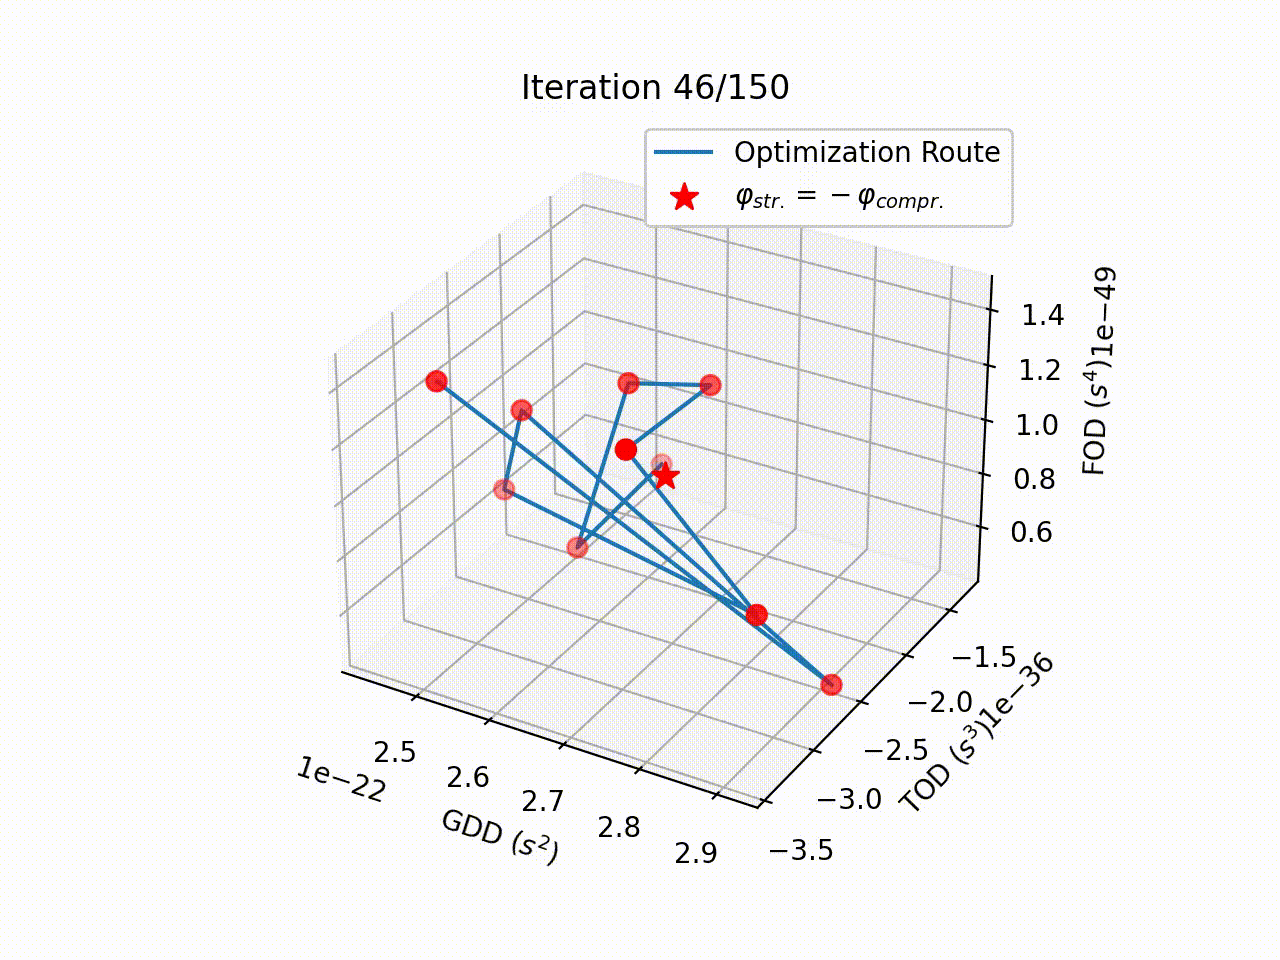 Iteration 46/150
Optimization Route
φstr. = − φcompr.
1.4
1.2
1.0
0.8
0.6
FOD (s⁴)1e−49
−1.5
−2.0
−2.5
−3.0
−3.5
TOD (s³)1e−36
2.5
2.6
2.7
2.8
2.9
1e−22
GDD (s²)